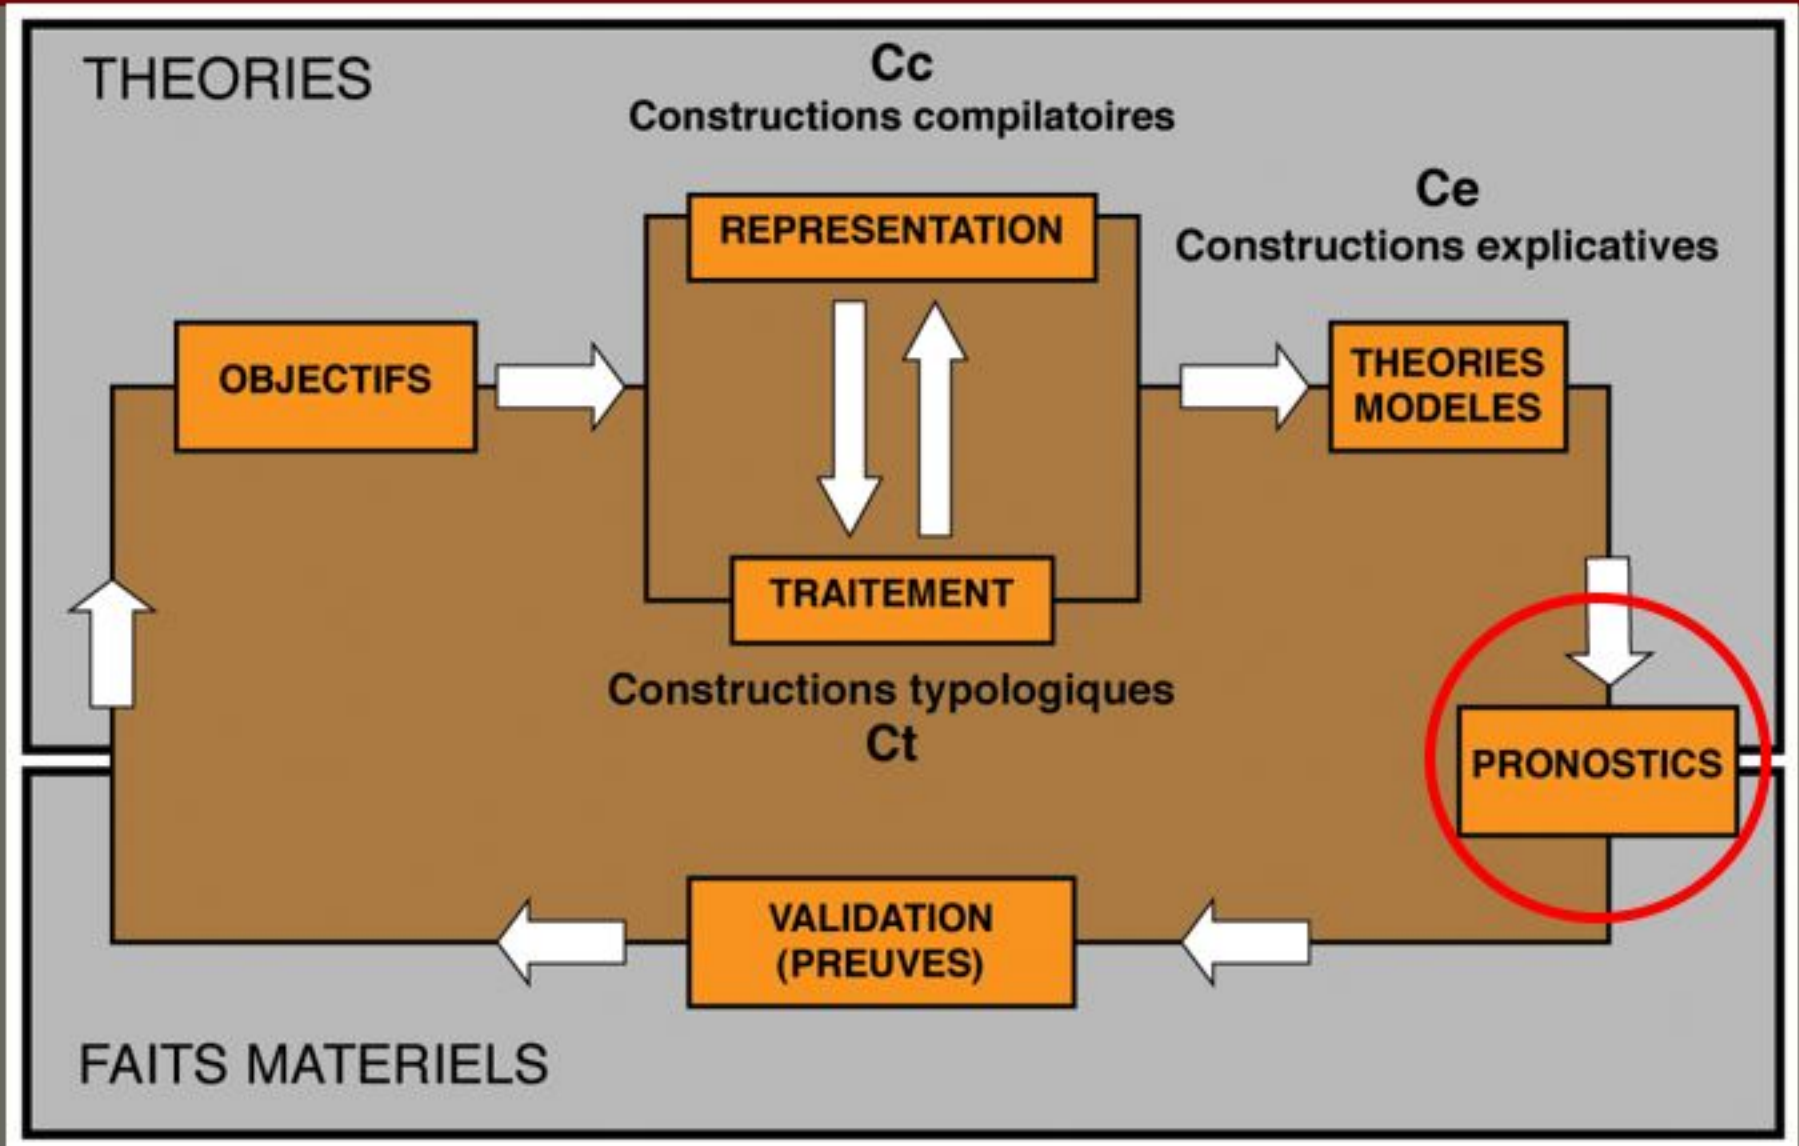 THEORIES
Cc
Constructions compilatoires
Ce
Constructions explicatives
REPRESENTATION
OBJECTIFS
THEORIES
MODELES
TRAITEMENT
Constructions typologiques
Ct
PRONOSTICS
VALIDATION
(PREUVES)
FAITS MATERIELS